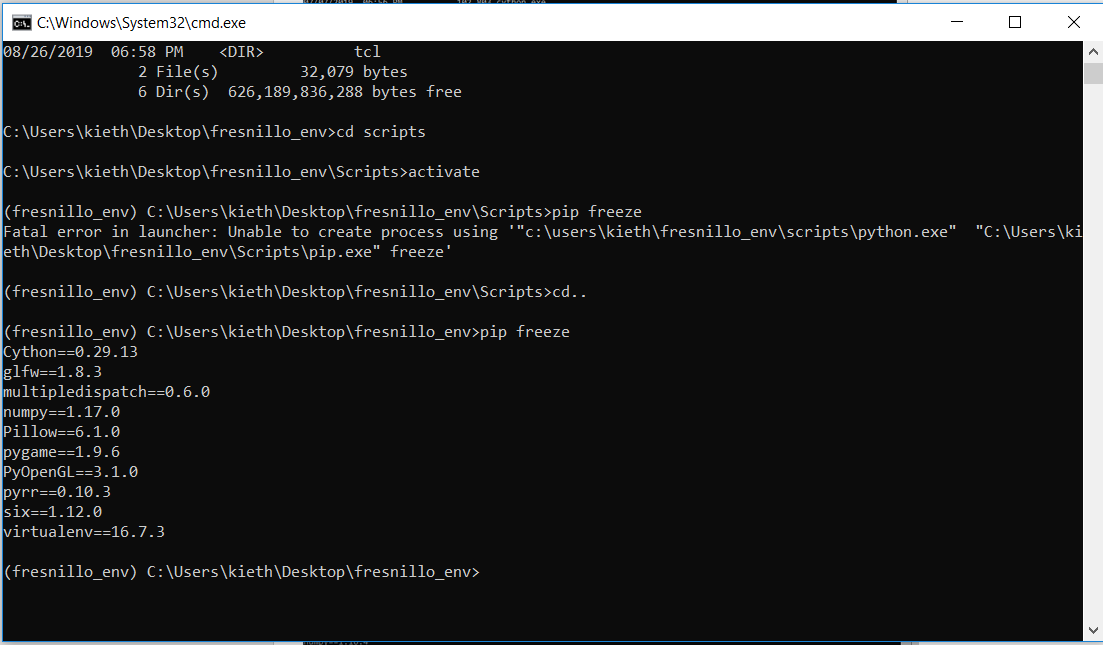 C:\Windows\System32\cmd.exe
08/26/2019  06:58 PM    <DIR>          tcl
               2 File(s)         32,079 bytes
               6 Dir(s)  626,189,836,288 bytes free
C:\Users\kieth\Desktop\fresnillo_env>cd scripts
C:\Users\kieth\Desktop\fresnillo_env\Scripts>activate
(fresnillo_env) C:\Users\kieth\Desktop\fresnillo_env\Scripts>pip freeze
Fatal error in launcher: Unable to create process using '"c:\users\kieth\fresnillo_env\scripts\python.exe"  "C:\Users\ki
eth\Desktop\fresnillo_env\Scripts\pip.exe" freeze'
(fresnillo_env) C:\Users\kieth\Desktop\fresnillo_env\Scripts>cd..
(fresnillo_env) C:\Users\kieth\Desktop\fresnillo_env>pip freeze
Cython==0.29.13
glfw==1.8.3
multipledispatch==0.6.0
numpy==1.17.0
Pillow==6.1.0
pygame==1.9.6
PyOpenGL==3.1.0
pyrr==0.10.3
six==1.12.0
virtualenv==16.7.3
(fresnillo_env) C:\Users\kieth\Desktop\fresnillo_env>